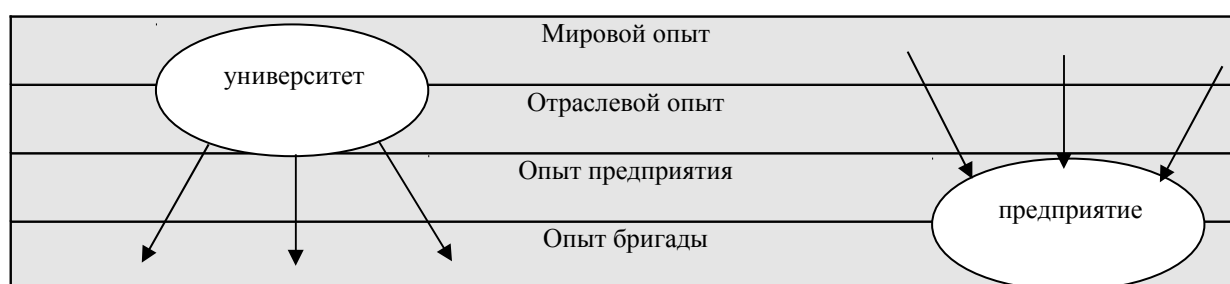 Мировой опыт
университет
Отраслевой опыт
Опыт предприятия
предприятие
Опыт бригады